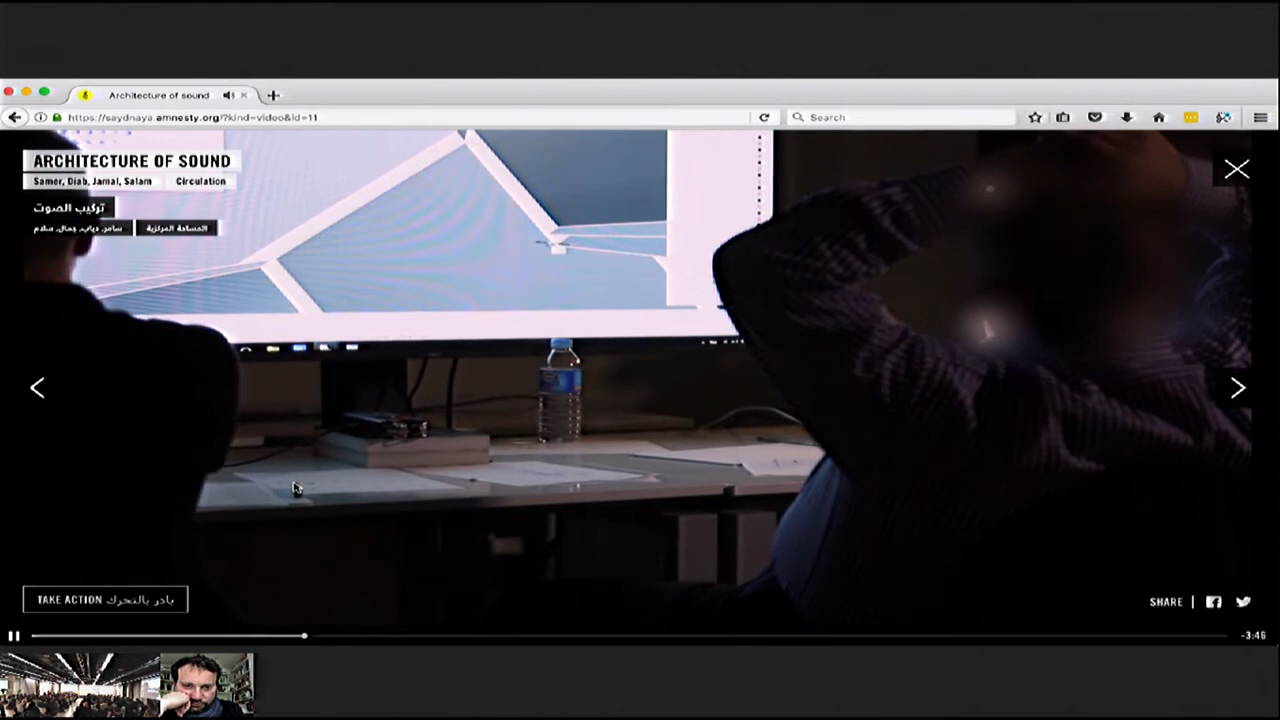 Architecture of sound
https://saydnaya.amnesty.org/?kind=video&id=11
Search
ARCHITECTURE OF SOUND
Samer, Diab, Jamal, Salam
Circulation
تركيب الصوت
سامر، دياب، جمال، سلام
المساحة المركزية
TAKE ACTION بادر بالتحرك
SHARE
-3:46